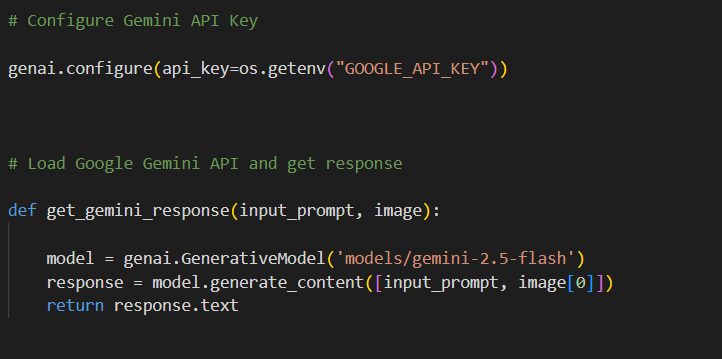 # Configure Gemini API Key
genai.configure(api_key=os.getenv("GOOGLE_API_KEY"))
# Load Google Gemini API and get response
def get_gemini_response(input_prompt, image):
    model = genai.GenerativeModel('models/gemini-2.5-flash')
    response = model.generate_content([input_prompt, image[0]])
    return response.text